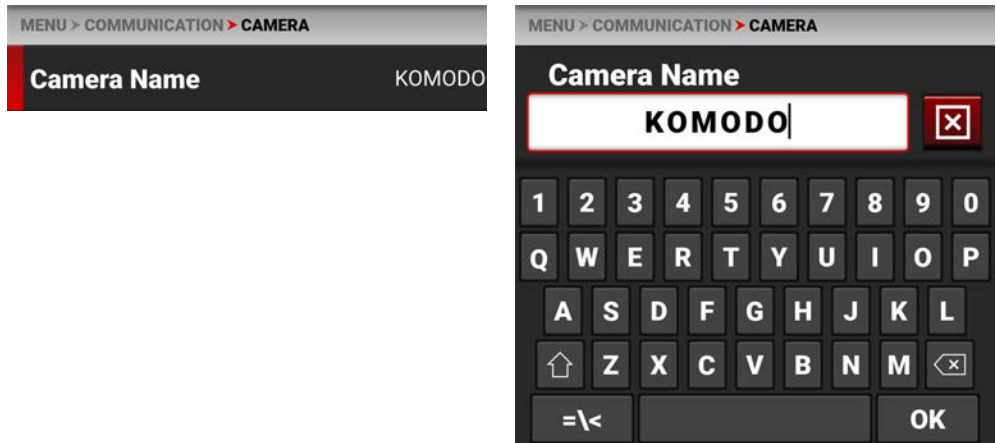 MENU > COMMUNICATION > CAMERA
Camera Name KOMODO
MENU > COMMUNICATION > CAMERA
Camera Name
KOMODO
1 2 3 4 5 6 7 8 9 0
Q W E R T Y U I O P
A S D F G H J K L
Z X C V B N M
=\< OK